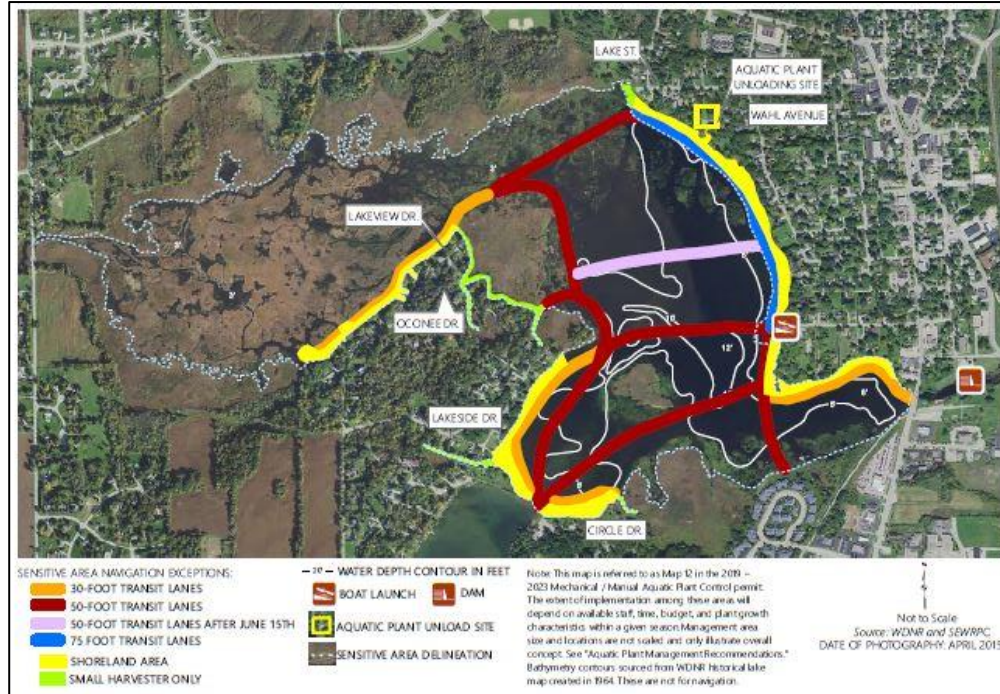 LAKE ST.
AQUATIC PLANT
UNLOADING SITE
WAHL AVENUE
LAKEVIEW DR.
OCONEE DR.
LAKESIDE DR.
CIRCLE DR.
3'
12'
SENSITIVE AREA NAVIGATION EXCEPTIONS:
30-FOOT TRANSIT LANES
50-FOOT TRANSIT LANES
50-FOOT TRANSIT LANES AFTER JUNE 15TH
75 FOOT TRANSIT LANES
SHORELAND AREA
SMALL HARVESTER ONLY
WATER DEPTH CONTOUR IN FEET
BOAT LAUNCH
DAM
AQUATIC PLANT UNLOAD SITE
SENSITIVE AREA DELINEATION
Note: This map is referred to as Map 12 in the 2019 –
2023 Mechanical / Manual Aquatic Plant Control permit.
The extent of implementation among these areas will
depend on available staff, time, budget, and plant growth
characteristics within a given season. Management area
size and locations are not scaled and only illustrate overall
concept. See "Aquatic Plant Management Recommendations."
Bathymetry contours sourced from WDNR historical lake
map created in 1964. These are not for navigation.
Not to Scale
Source: WDNR and SEWRPC
DATE OF PHOTOGRAPHY: APRIL 2015